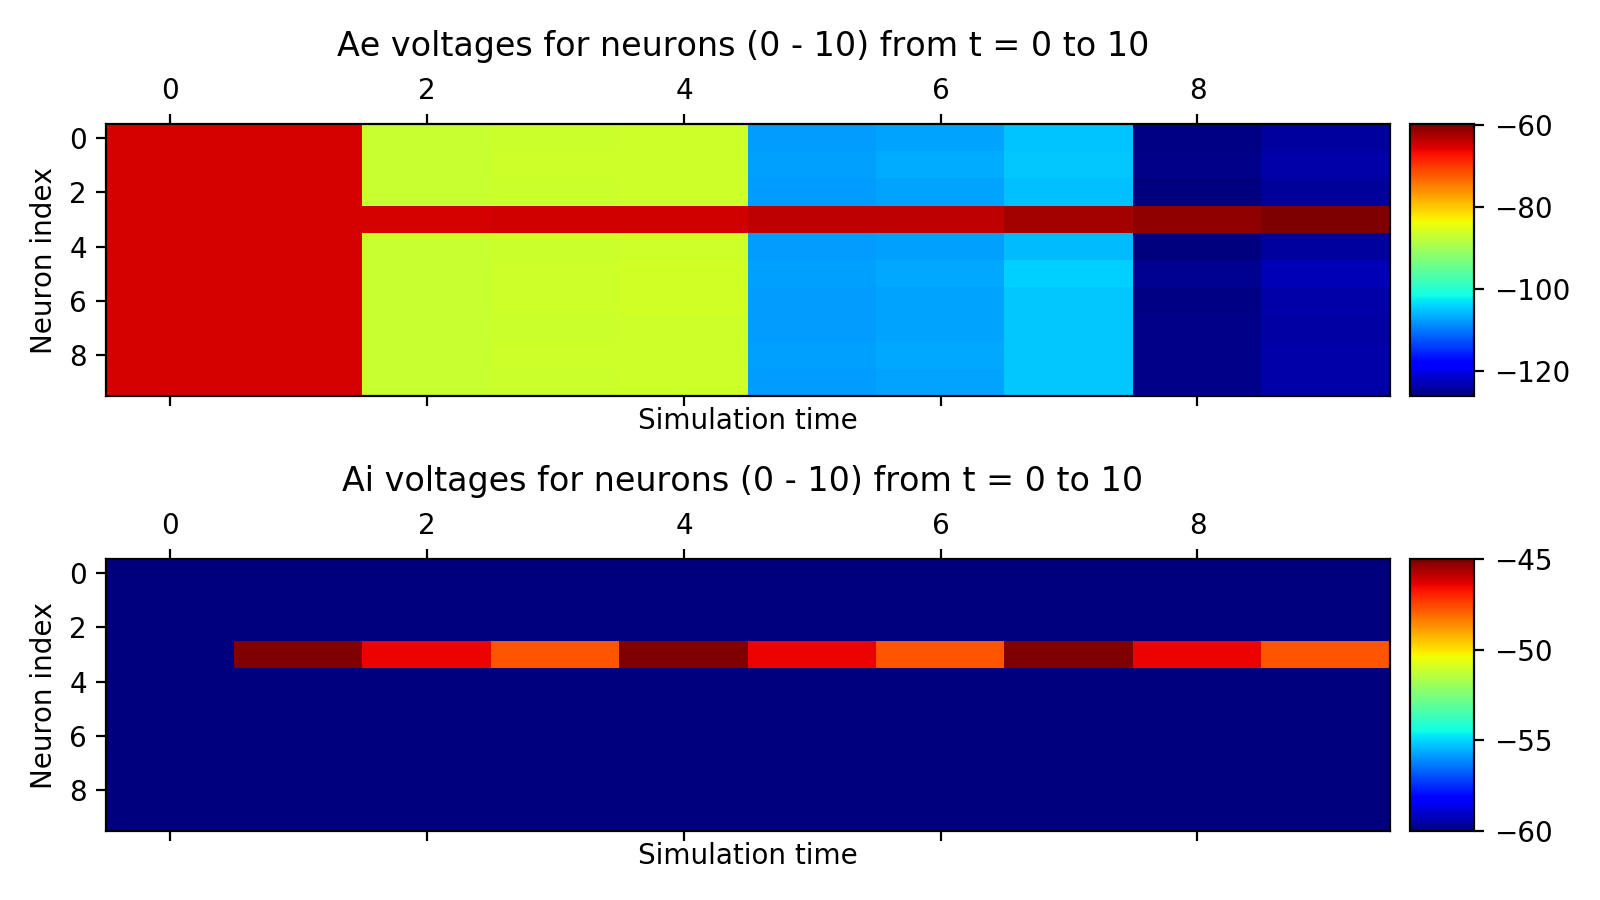 Ae voltages for neurons (0 - 10) from t = 0 to 10
0 2 4 6 8
Neuron index
0
2
4
6
8
−60
−80
−100
−120
Simulation time
Ai voltages for neurons (0 - 10) from t = 0 to 10
0 2 4 6 8
Neuron index
0
2
4
6
8
−45
−50
−55
−60
Simulation time